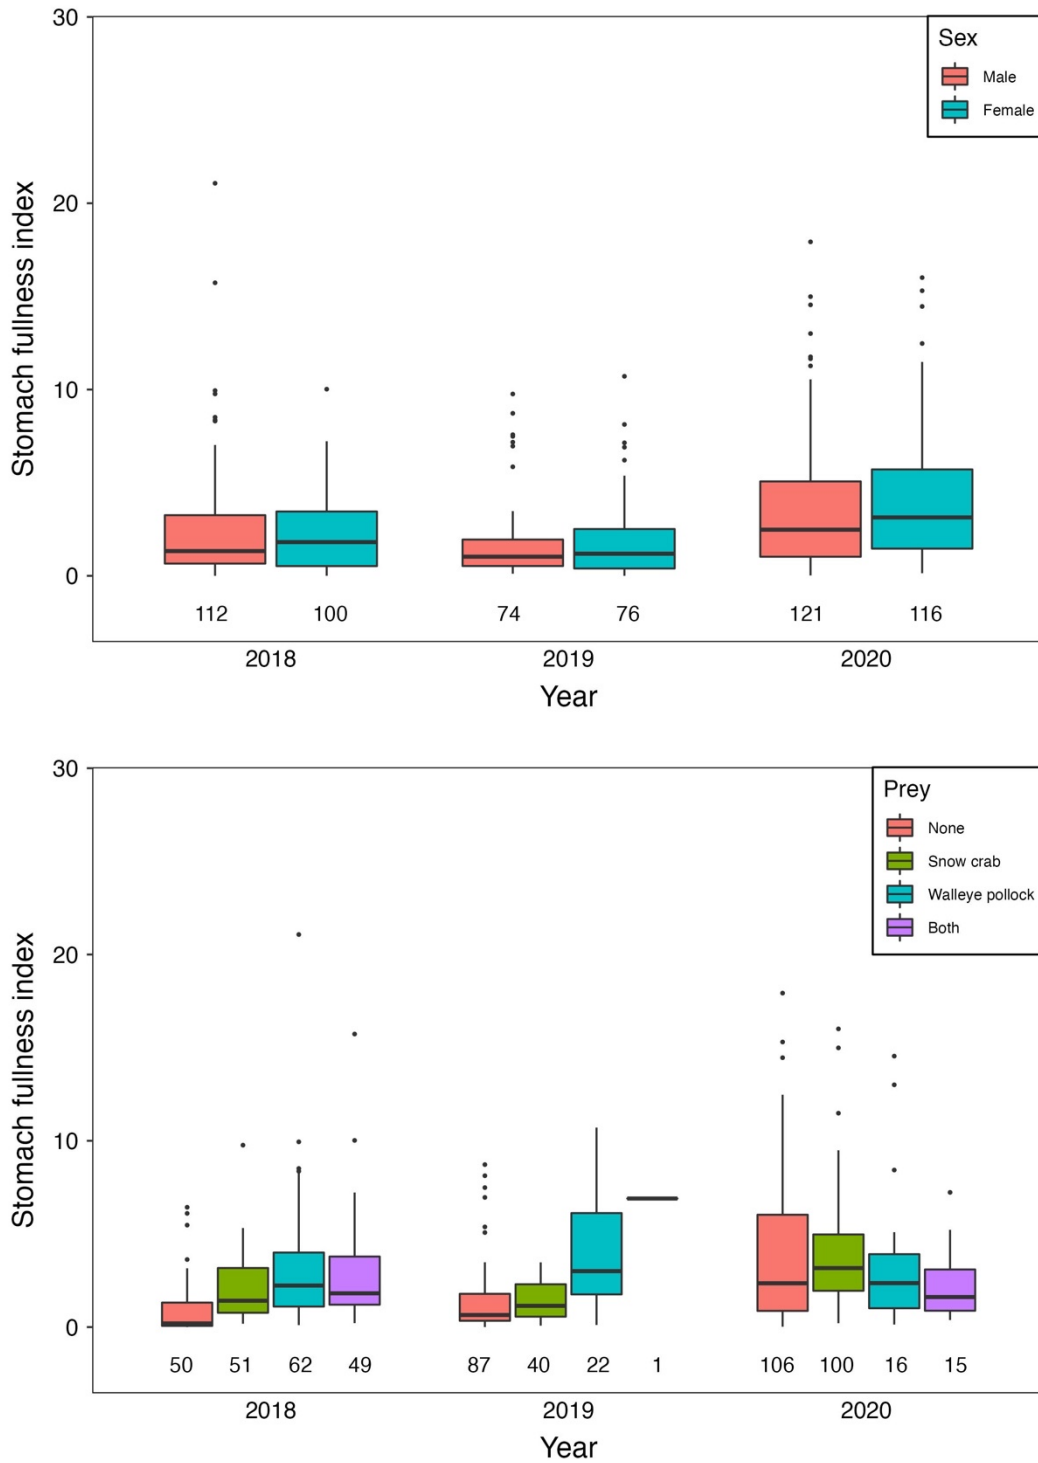 30
Sex
Male
Female
20
Stomach fullness index
10
0
112 100 74 76 121 116
2018 2019 2020
Year
30
Prey
None
Snow crab
Walleye pollock
Both
20
Stomach fullness index
10
0
50 51 62 49 87 40 22 1 106 100 16 15
2018 2019 2020
Year